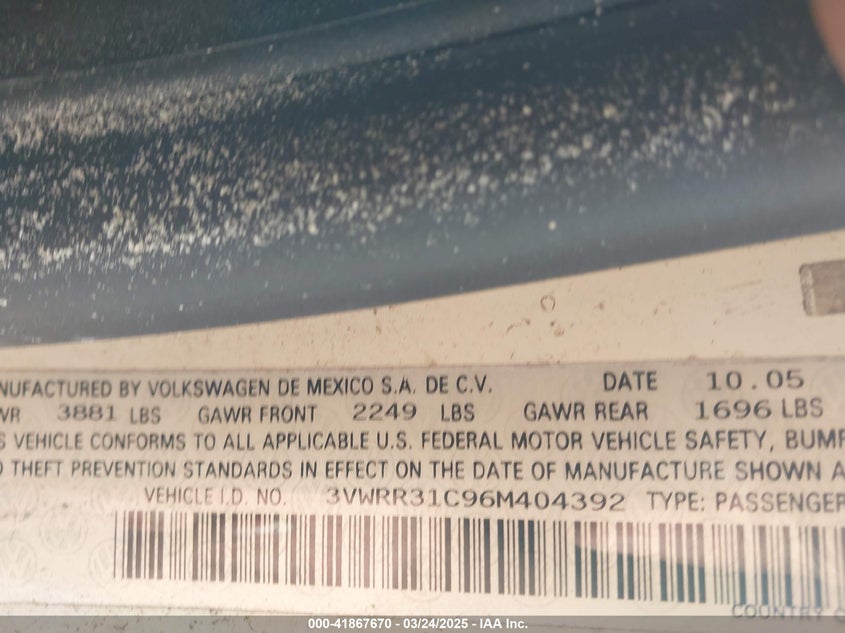 NUFACTURED BY VOLKSWAGEN DE MEXICO S.A. DE C.V. DATE 10.05
WR 3881 LBS GAWR FRONT 2249 LBS GAWR REAR 1696 LBS
S VEHICLE CONFORMS TO ALL APPLICABLE U.S. FEDERAL MOTOR VEHICLE SAFETY, BUMP
D THEFT PREVENTION STANDARDS IN EFFECT ON THE DATE OF MANUFACTURE SHOWN A
VEHICLE I.D. NO. 3VWRR31C96M404392 TYPE: PASSENGER
COUNTRY O
000-41867670 - 03/24/2025 - IAA, Inc.